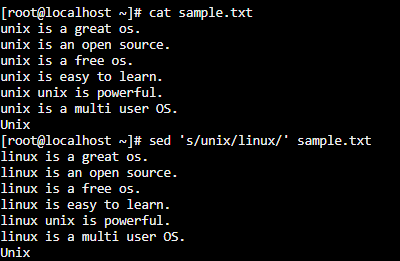 [root@localhost ~]# cat sample.txt
unix is a great os.
unix is an open source.
unix is a free os.
unix is easy to learn.
unix unix is powerful.
unix is a multi user OS.
Unix
[root@localhost ~]# sed 's/unix/linux/' sample.txt
linux is a great os.
linux is an open source.
linux is a free os.
linux is easy to learn.
linux unix is powerful.
linux is a multi user OS.
Unix